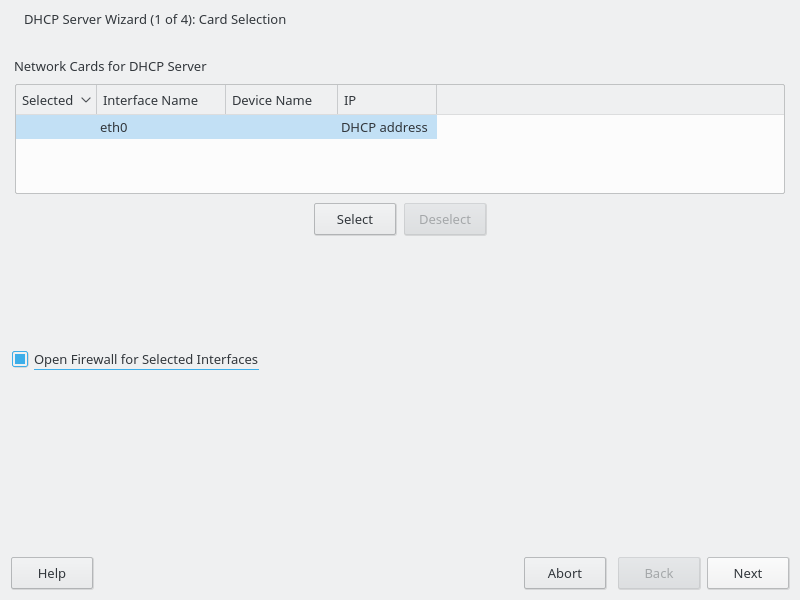 DHCP Server Wizard (1 of 4): Card Selection
Network Cards for DHCP Server
Selected Interface Name Device Name IP
eth0 DHCP address
Select Deselect
Open Firewall for Selected Interfaces
Help Abort Back Next